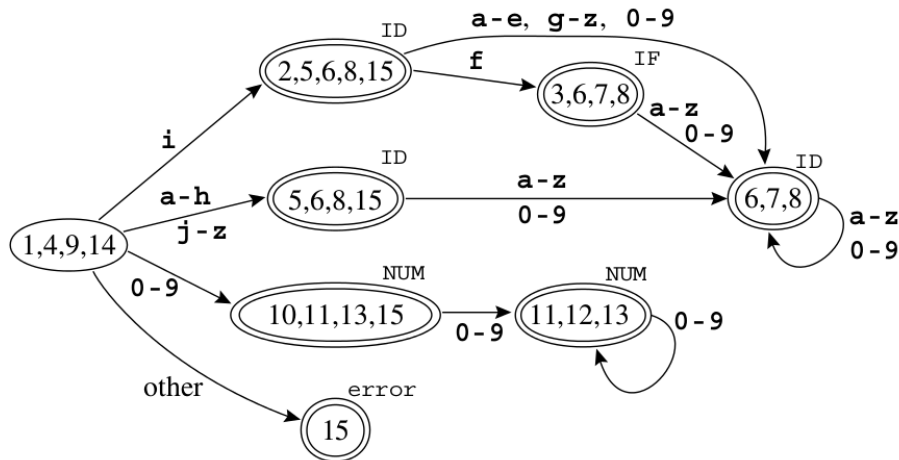 a-e, g-z, 0-9
ID
2,5,6,8,15
f
IF
3,6,7,8
a-z
0-9
i
ID
5,6,8,15
a-z
0-9
ID
6,7,8
a-z
0-9
a-h
j-z
1,4,9,14
0-9
NUM
10,11,13,15
0-9
NUM
11,12,13
0-9
other
error
15